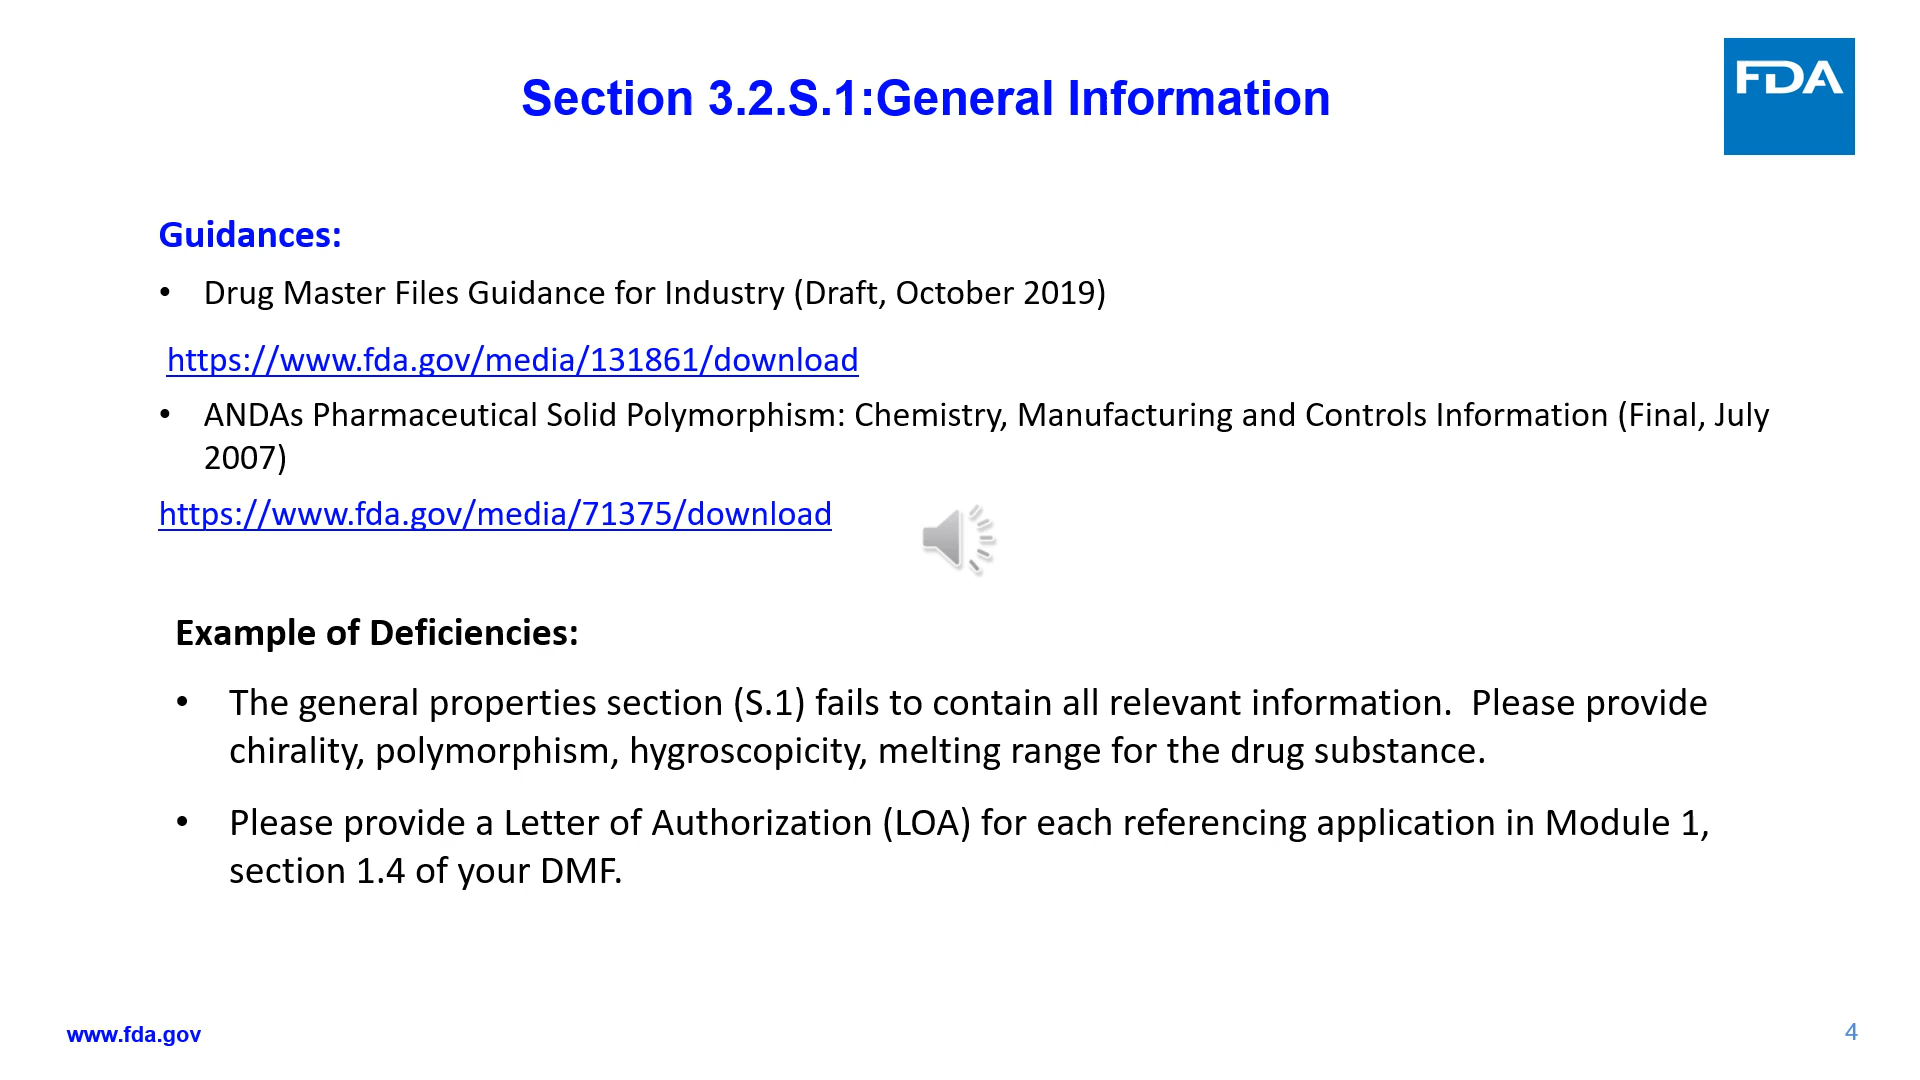 FDA
Section 3.2.S.1:General Information
Guidances:
• Drug Master Files Guidance for Industry (Draft, October 2019)
https://www.fda.gov/media/131861/download
• ANDAs Pharmaceutical Solid Polymorphism: Chemistry, Manufacturing and Controls Information (Final, July
2007)
https://www.fda.gov/media/71375/download
Example of Deficiencies:
• The general properties section (S.1) fails to contain all relevant information.  Please provide
chirality, polymorphism, hygroscopicity, melting range for the drug substance.
• Please provide a Letter of Authorization (LOA) for each referencing application in Module 1,
section 1.4 of your DMF.
www.fda.gov
4